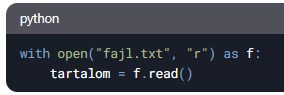 python
with open("fajl.txt", "r") as f:
    tartalom = f.read()